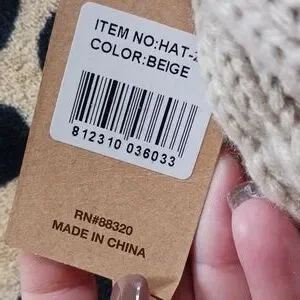 ITEM NO:HAT-
COLOR:BEIGE
812310 036033
RN#88320
MADE IN CHINA